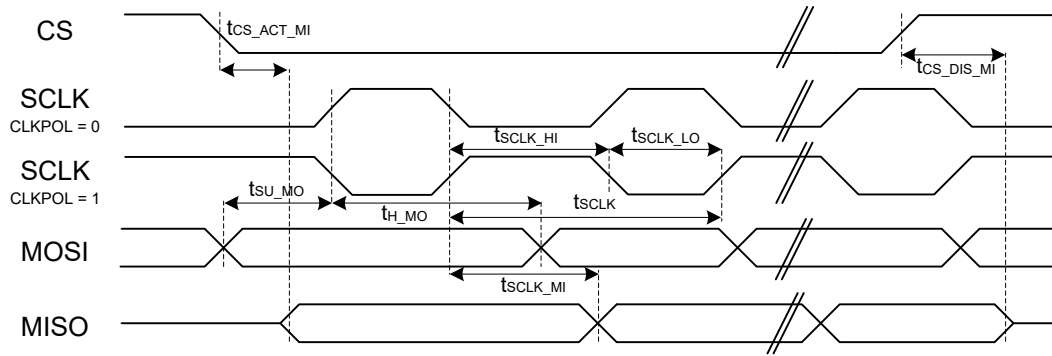 CS
tCS_ACT_MI
tCS_DIS_MI
SCLK
CLKPOL = 0
tSCLK_HI
tSCLK_LO
SCLK
CLKPOL = 1
tSU_MO
tH_MO
tSCLK
MOSI
tSCLK_MI
MISO